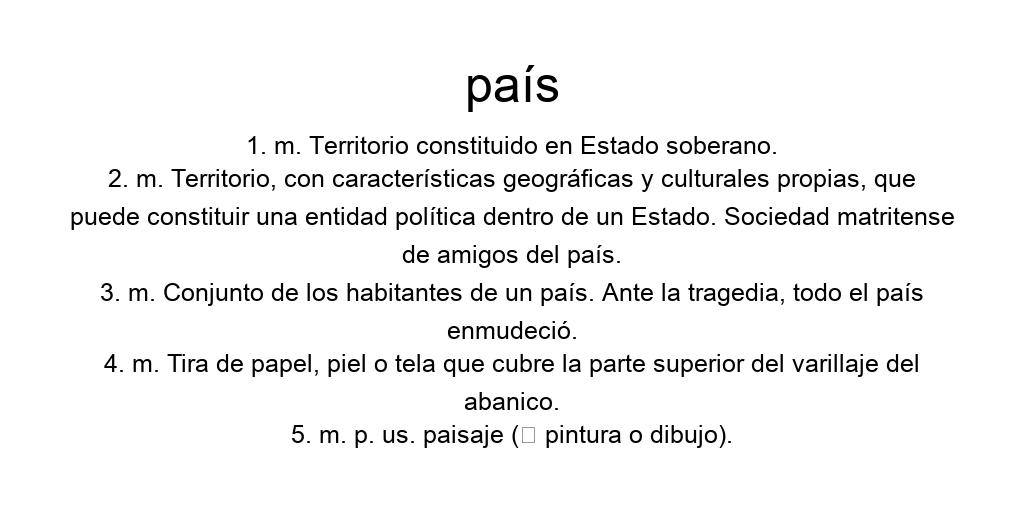 país
1. m. Territorio constituido en Estado soberano.
2. m. Territorio, con características geográficas y culturales propias, que
puede constituir una entidad política dentro de un Estado. Sociedad matritense
de amigos del país.
3. m. Conjunto de los habitantes de un país. Ante la tragedia, todo el país
enmudeció.
4. m. Tira de papel, piel o tela que cubre la parte superior del varillaje del
abanico.
5. m. p. us. paisaje (▯ pintura o dibujo).